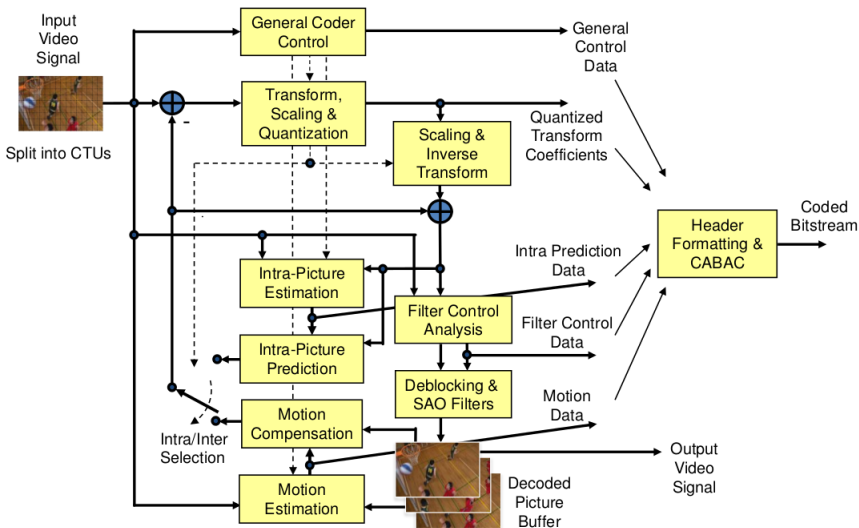 Input
Video
Signal
Split into CTUs
General Coder
Control
Transform,
Scaling &
Quantization
-
Scaling &
Inverse
Transform
General
Control
Data
Quantized
Transform
Coefficients
Header
Formatting &
CABAC
Coded
Bitstream
Intra-Picture
Estimation
Intra Prediction
Data
Filter Control
Analysis
Filter Control
Data
Intra-Picture
Prediction
Deblocking &
SAO Filters
Motion
Compensation
Motion
Data
Intra/Inter
Selection
Motion
Estimation
Decoded
Picture
Buffer
Output
Video
Signal